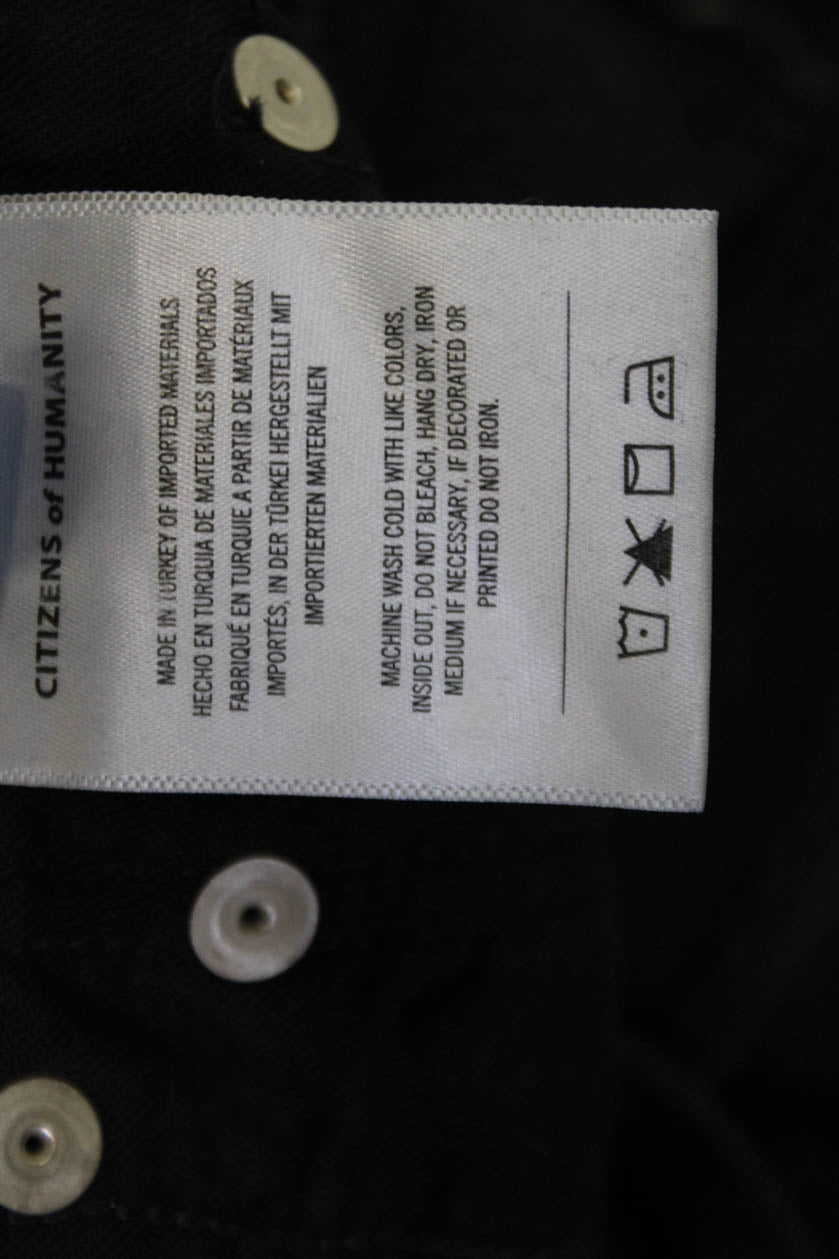 CITIZENS of HUMANITY
MADE IN TURKEY OF IMPORTED MATERIALS
HECHO EN TURQUIA DE MATERIALES IMPORTADOS
FABRIQUÉ EN TURQUIE A PARTIR DE MATÉRIAUX
IMPORTÉS, IN DER TÜRKEI HERGESTELLT MIT
IMPORTIERTEN MATERIALIEN
MACHINE WASH COLD WITH LIKE COLORS,
INSIDE OUT, DO NOT BLEACH, HANG DRY, IRON
MEDIUM IF NECESSARY, IF DECORATED OR
PRINTED DO NOT IRON.